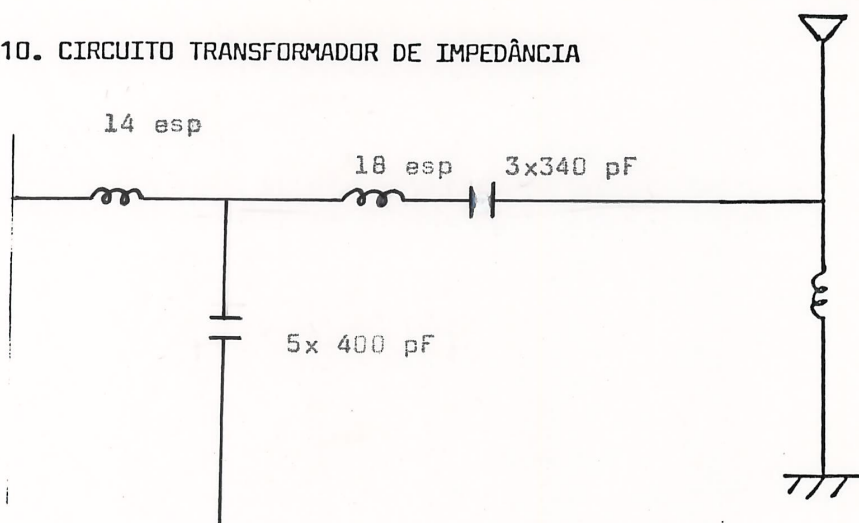 10. CIRCUITO TRANSFORMADOR DE IMPEDÂNCIA
14 esp
18 esp
3x340 pF
5x 400 pF